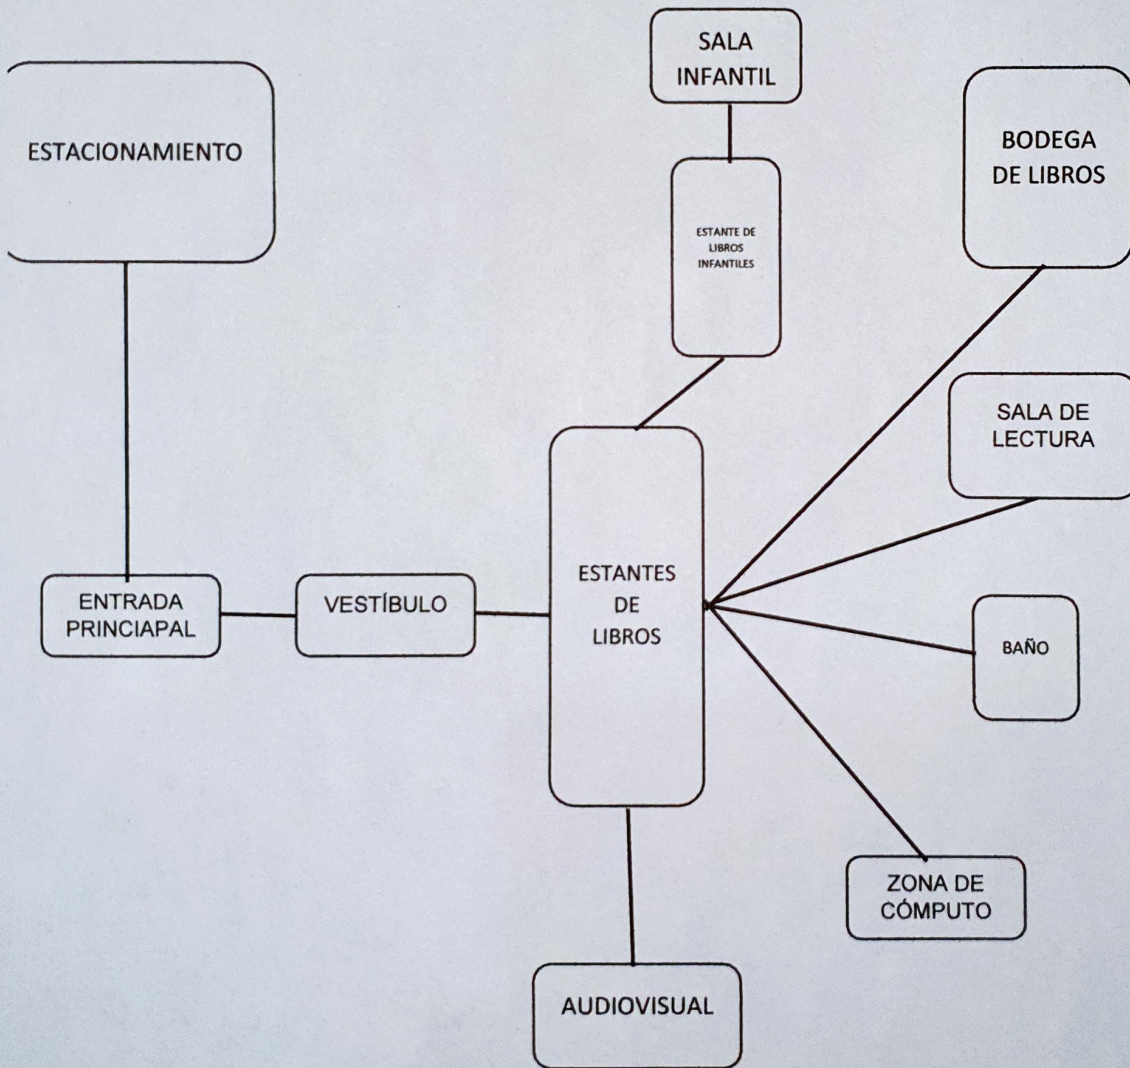 SALA
INFANTIL
ESTACIONAMIENTO
BODEGA
DE LIBROS
ESTANTE DE
LIBROS
INFANTILES
SALA DE
LECTURA
ESTANTES
DE
LIBROS
ENTRADA
PRINCIAPAL
VESTÍBULO
BAÑO
ZONA DE
CÓMPUTO
AUDIOVISUAL